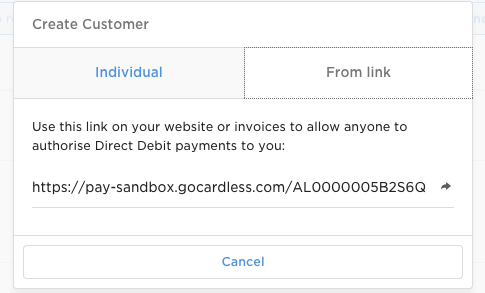 Create Customer
Individual
From link
Use this link on your website or invoices to allow anyone to
authorise Direct Debit payments to you:
https://pay-sandbox.gocardless.com/AL0000005B2S6Q
Cancel